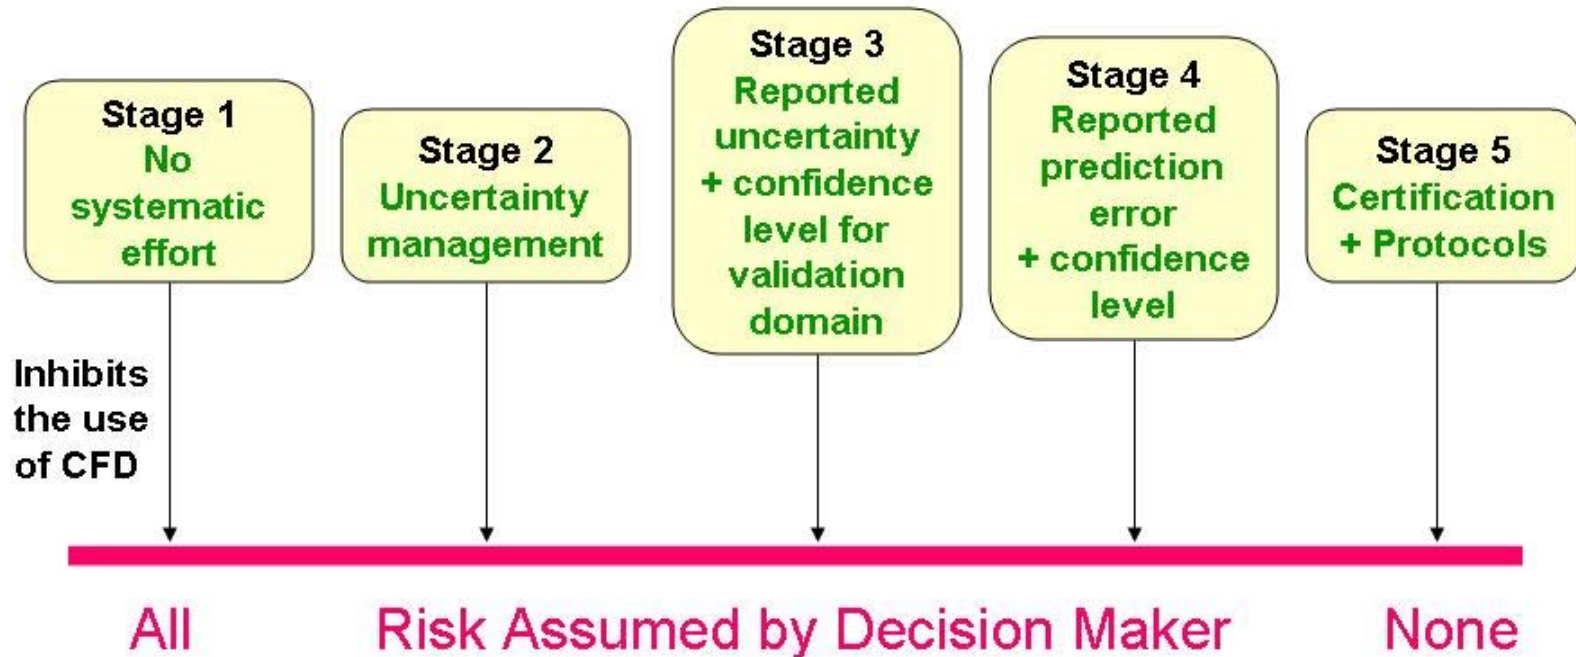 Stage 1
No
systematic
effort
Stage 2
Uncertainty
management
Stage 3
Reported
uncertainty
+ confidence
level for
validation
domain
Stage 4
Reported
prediction
error
+ confidence
level
Stage 5
Certification
+ Protocols
Inhibits
the use
of CFD
All
Risk Assumed by Decision Maker
None